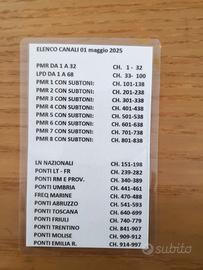 ELENCO CANALI 01 maggio 2025
PMR DA 1 A 32 CH. 1 - 32
LPD DA 1 A 68 CH. 33- 100
PMR 1 CON SUBTONI: CH. 101-138
PMR 2 CON SUBTONI: CH. 201-238
PMR 3 CON SUBTONI: CH. 301-338
PMR 4 CON SUBTONI: CH. 401-438
PMR 5 CON SUBTONI: CH. 501-538
PMR 6 CON SUBTONI: CH. 601-638
PMR 7 CON SUBTONI: CH. 701-738
PMR 8 CON SUBTONI: CH. 801-838
LN NAZIONALI CH. 151-198
PONTI LT - FR CH. 239-282
PONTI RM E PROV. CH. 340-389
PONTI UMBRIA CH. 441-461
FREQ MARINE CH. 470-488
PONTI ABRUZZO CH. 541-593
PONTI TOSCANA CH. 640-699
PONTI FRIULI CH. 740-779
PONTI TRENTINO CH. 841-907
PONTI MOLISE CH. 909-912
PONTI EMILIA R. CH. 914-997
subito